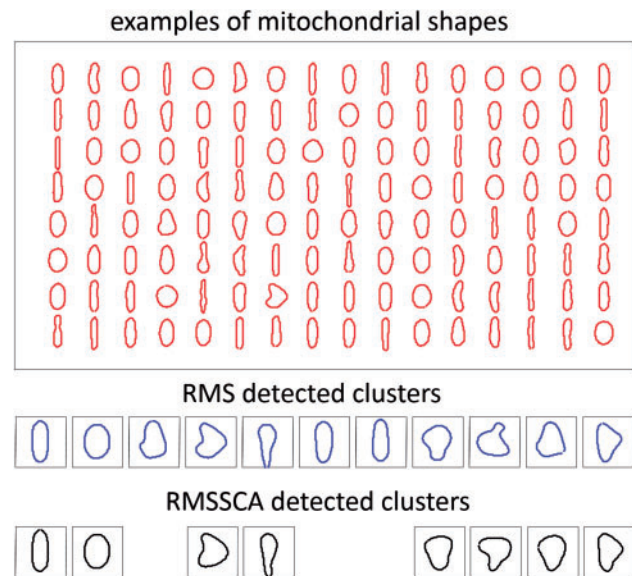 examples of mitochondrial shapes
RMS detected clusters
RMSSCA detected clusters